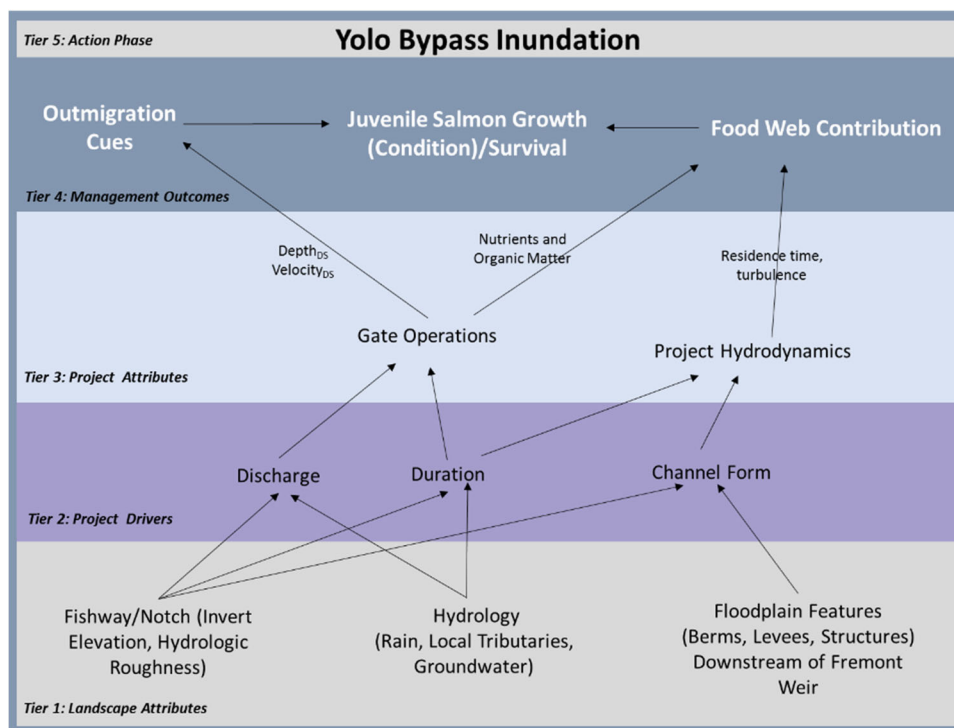 Tier 5: Action Phase
Yolo Bypass Inundation
Outmigration
Cues
Juvenile Salmon Growth
(Condition)/Survival
Food Web Contribution
Tier 4: Management Outcomes
Depth_DS
Velocity_DS
Nutrients and
Organic Matter
Residence time,
turbulence
Gate Operations
Project Hydrodynamics
Tier 3: Project Attributes
Discharge
Duration
Channel Form
Tier 2: Project Drivers
Fishway/Notch (Invert
Elevation, Hydrologic
Roughness)
Hydrology
(Rain, Local Tributaries,
Groundwater)
Floodplain Features
(Berms, Levees, Structures)
Downstream of Fremont
Weir
Tier 1: Landscape Attributes